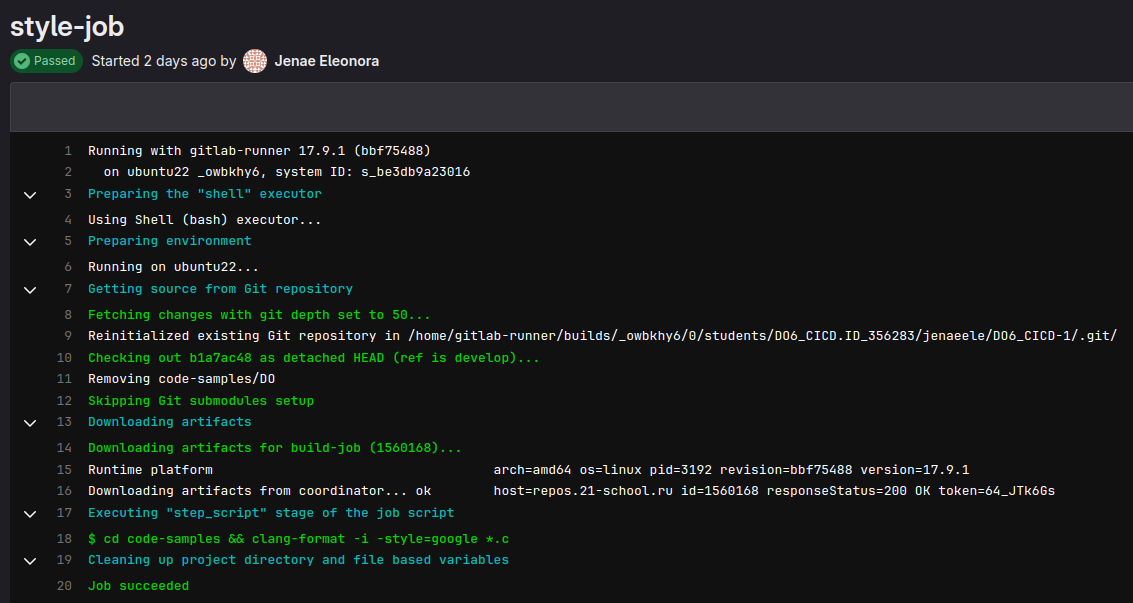 style-job
Passed Started 2 days ago by Jenae Eleonora
1 Running with gitlab-runner 17.9.1 (bbf75488)
2 on ubuntu22 _owbkhy6, system ID: s_be3db9a23016
3 Preparing the "shell" executor
4 Using Shell (bash) executor...
5 Preparing environment
6 Running on ubuntu22...
7 Getting source from Git repository
8 Fetching changes with git depth set to 50...
9 Reinitialized existing Git repository in /home/gitlab-runner/builds/_owbkhy6/0/students/DO6_CICD.ID_356283/jenaeele/DO6_CICD-1/.git/
10 Checking out b1a7ac48 as detached HEAD (ref is develop)...
11 Removing code-samples/DO
12 Skipping Git submodules setup
13 Downloading artifacts
14 Downloading artifacts for build-job (1560168)...
15 Runtime platform arch=amd64 os=linux pid=3192 revision=bbf75488 version=17.9.1
16 Downloading artifacts from coordinator... ok host=repos.21-school.ru id=1560168 responseStatus=200 OK token=64_JTk6Gs
17 Executing "step_script" stage of the job script
18 $ cd code-samples && clang-format -i -style=google *.c
19 Cleaning up project directory and file based variables
20 Job succeeded